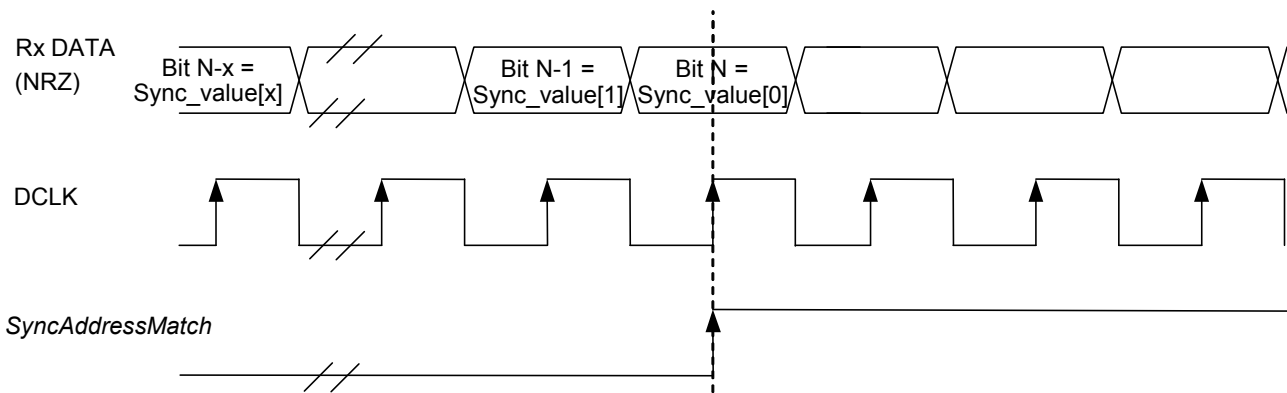 Rx DATA
(NRZ)
Bit N-x =
Sync_value[x]
Bit N-1 =
Sync_value[1]
Bit N =
Sync_value[0]
DCLK
SyncAddressMatch